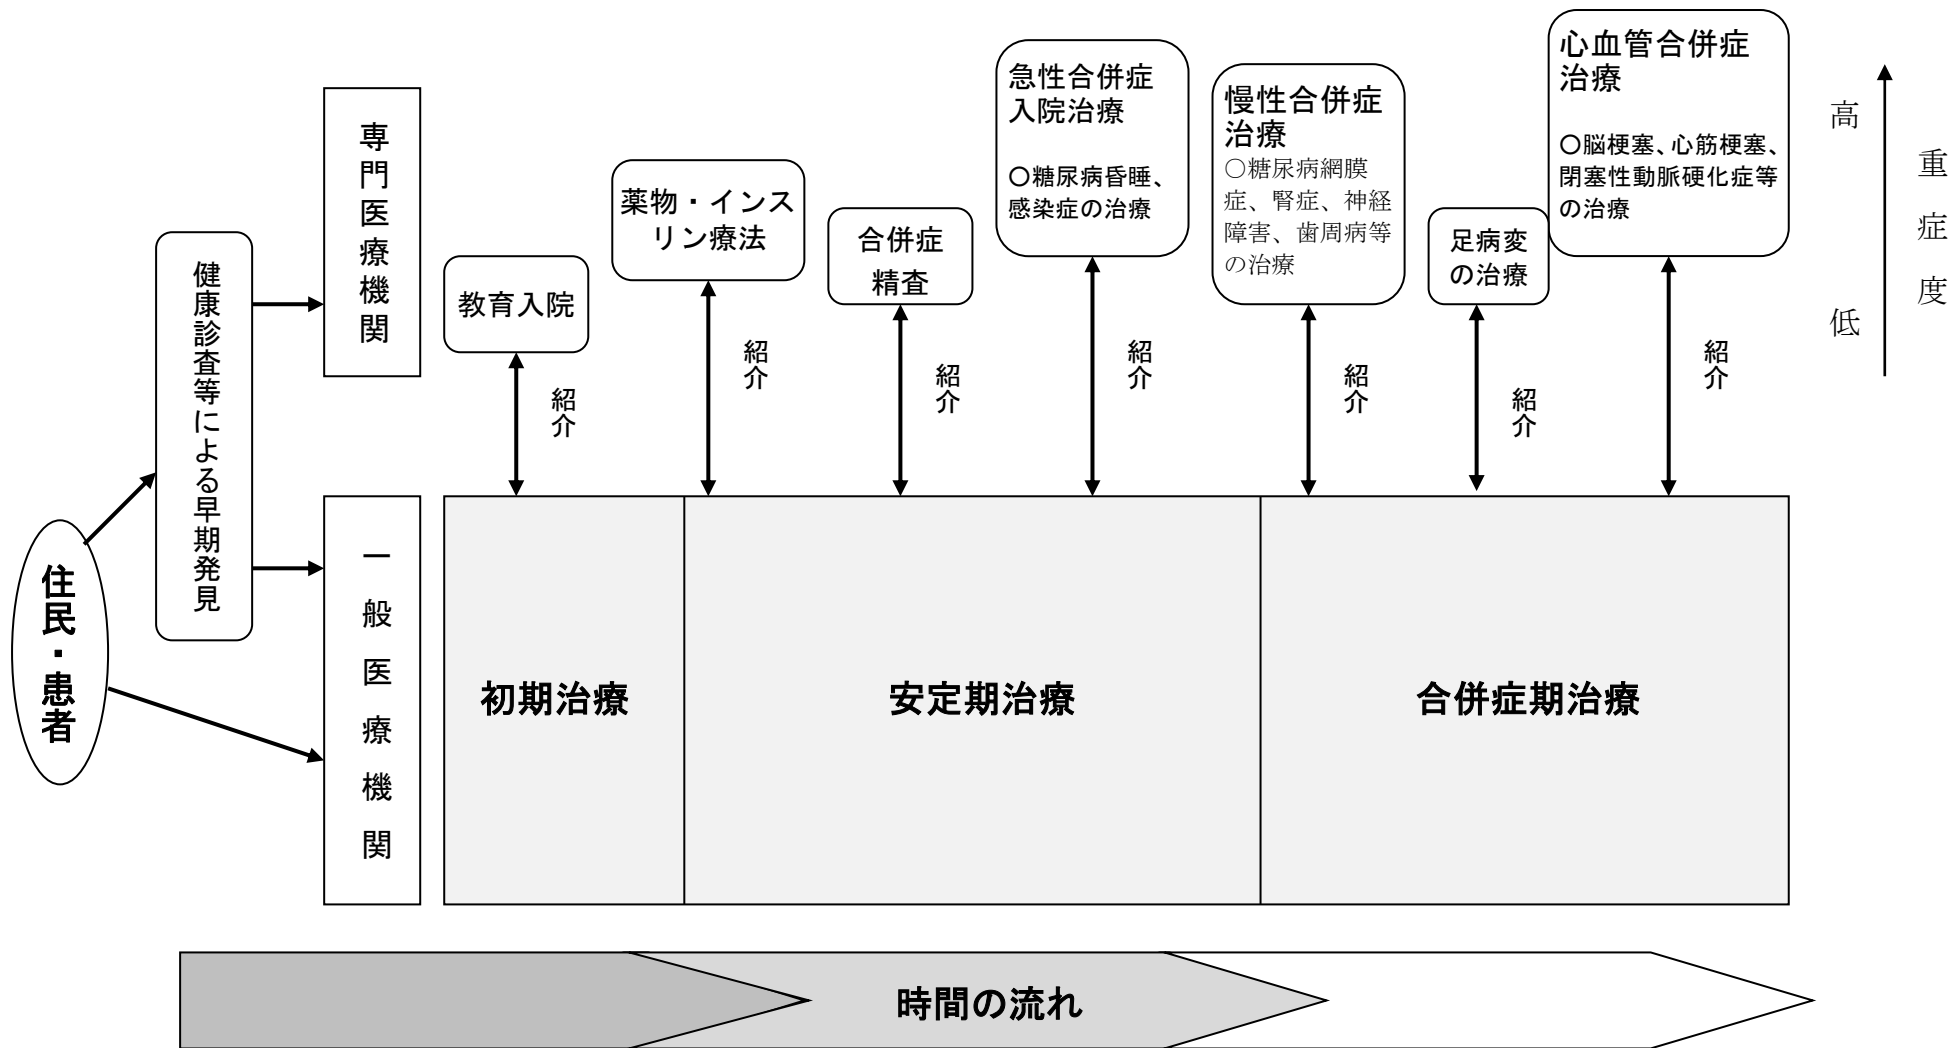 住民・患者
健康診査等による早期発見
専門医療機関
一般医療機関
教育入院
紹介
薬物・インス
リン療法
紹介
合併症
精査
紹介
急性合併症
入院治療
○糖尿病昏睡、
感染症の治療
紹介
慢性合併症
治療
○糖尿病網膜
症、腎症、神経
障害、歯周病等
の治療
紹介
足病変
の治療
紹介
心血管合併症
治療
○脳梗塞、心筋梗塞、
閉塞性動脈硬化症等
の治療
紹介
高
低
重症度
初期治療
安定期治療
合併症期治療
時間の流れ